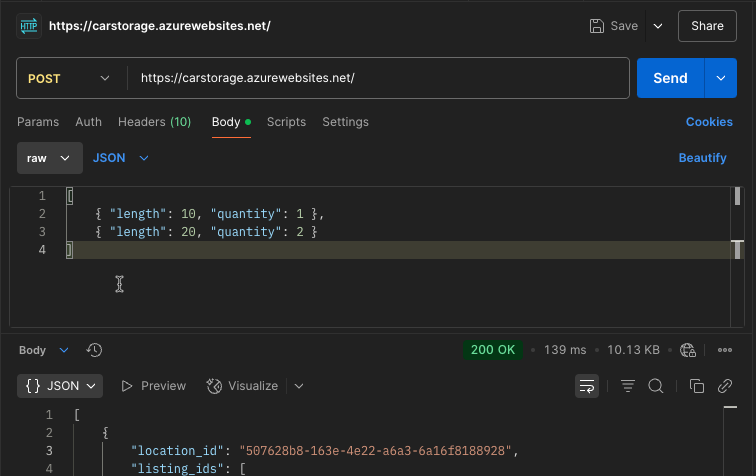 HTTP https://carstorage.azurewebsites.net/ Save Share
POST https://carstorage.azurewebsites.net/ Send
Params Auth Headers (10) Body Scripts Settings Cookies
raw JSON Beautify
1 [
2 { "length": 10, "quantity": 1 },
3 { "length": 20, "quantity": 2 }
4 ]
Body 200 OK • 139 ms • 10.13 KB •
{} JSON Preview Visualize
1 [
2 {
3 "location_id": "507628b8-163e-4e22-a6a3-6a16f8188928",
4 "listing_ids": [